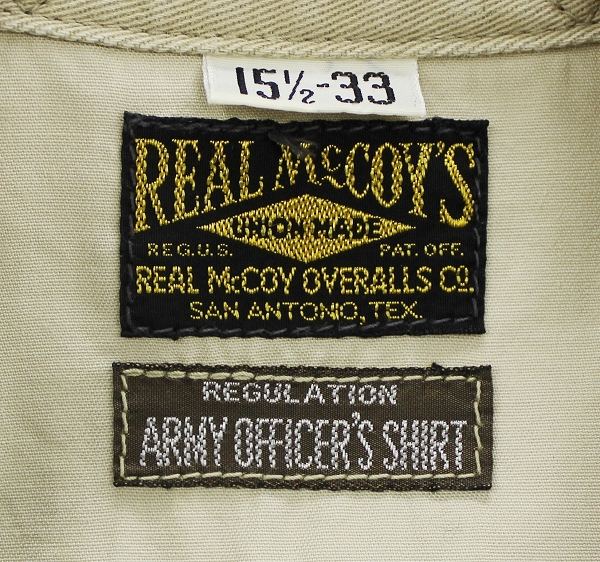 15½-33
REAL McCOY'S
UNION MADE
REG.U.S. PAT. OFF.
REAL McCOY OVERALLS Co.
SAN ANTONIO, TEX.
REGULATION
ARMY OFFICER'S SHIRT